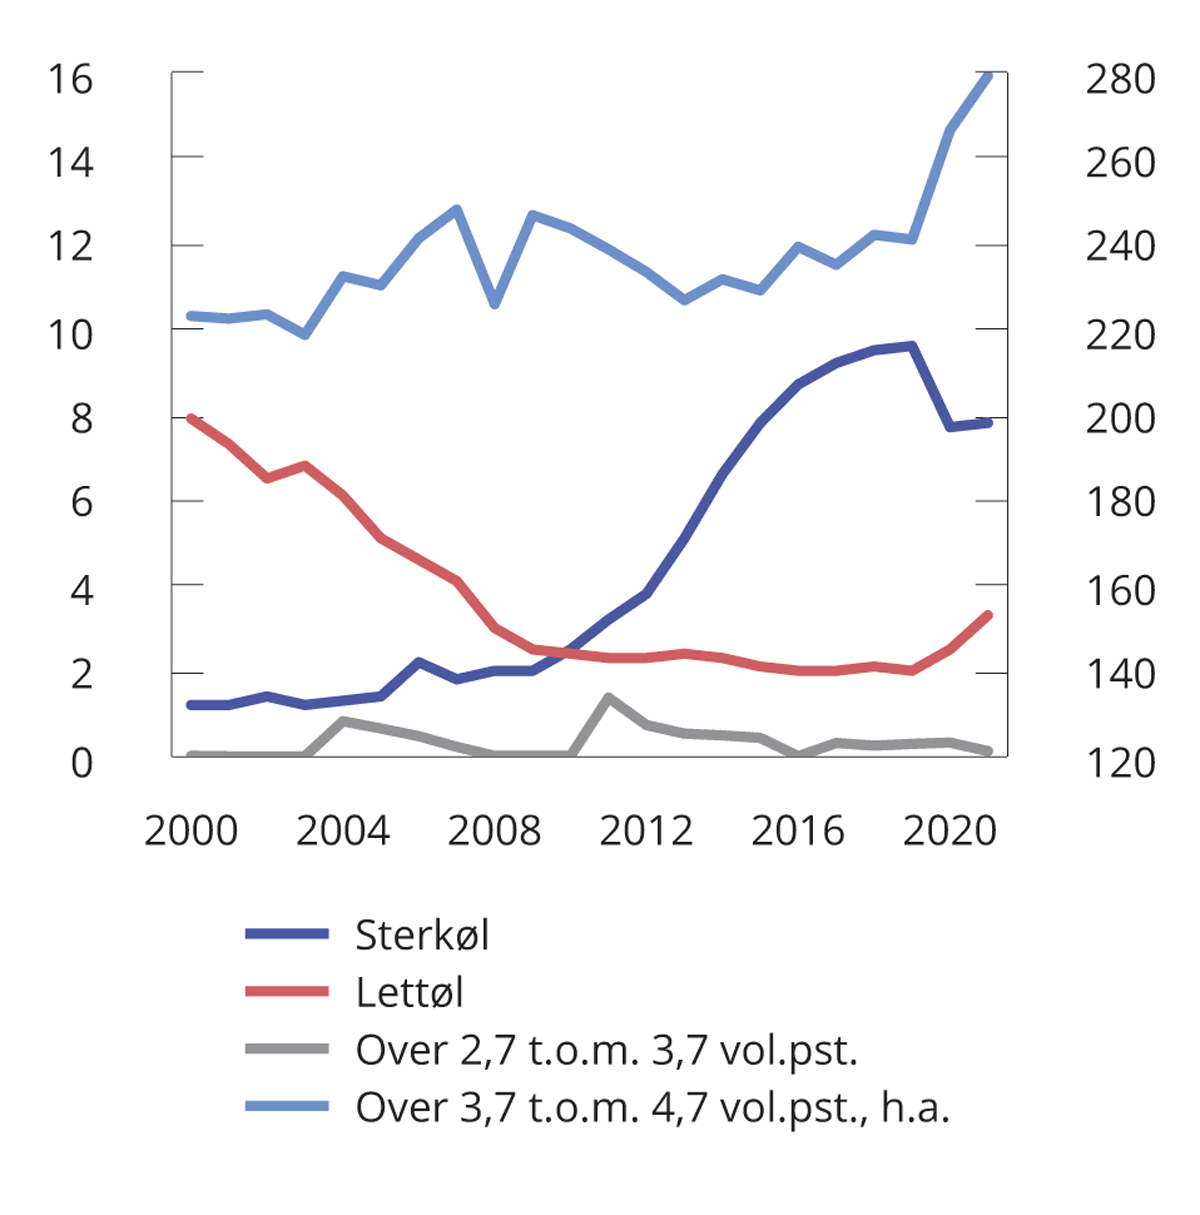 16 280
14 260
12 240
10 220
8 200
6 180
4 160
2 140
0 120
2000 2004 2008 2012 2016 2020
Sterkøl
Lettøl
Over 2,7 t.o.m. 3,7 vol.pst.
Over 3,7 t.o.m. 4,7 vol.pst., h.a.